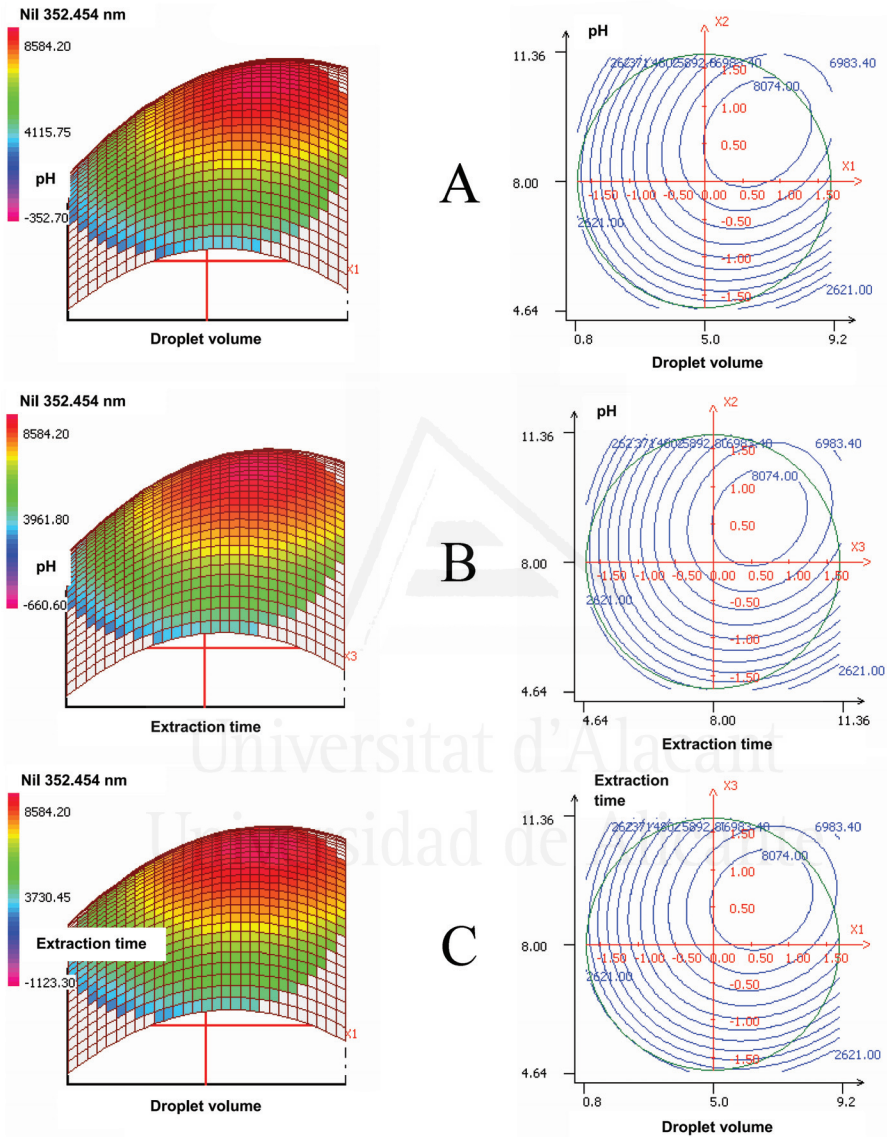 NiI 352.454 nm
8584.20
4115.75
pH
-352.70
X1
Droplet volume
A
pH
X2
11.36
8.00
4.64
6983.40
6983.40
8074.00
1.50
1.00
0.50
X1
-1.50 -1.00 -0.50 0.00 0.50 1.00 1.50
-0.50
-1.00
-1.50
2621.00
2621.00
0.8 5.0 9.2
Droplet volume
NiI 352.454 nm
8584.20
3961.80
pH
-660.60
X3
Extraction time
B
pH
X2
11.36
8.00
4.64
6983.40
6983.40
8074.00
1.50
1.00
0.50
X3
-1.50 -1.00 -0.50 0.00 0.50 1.00 1.50
-0.50
-1.00
-1.50
2621.00
2621.00
4.64 8.00 11.36
Extraction time
Universitat d'Alacant
Universidad de Alicante
NiI 352.454 nm
8584.20
3730.45
Extraction time
-1123.30
X1
Droplet volume
C
Extraction
time
X3
11.36
8.00
4.64
6983.40
6983.40
8074.00
1.50
1.00
0.50
X1
-1.50 -1.00 -0.50 0.00 0.50 1.00 1.50
-0.50
-1.00
-1.50
2621.00
2621.00
0.8 5.0 9.2
Droplet volume